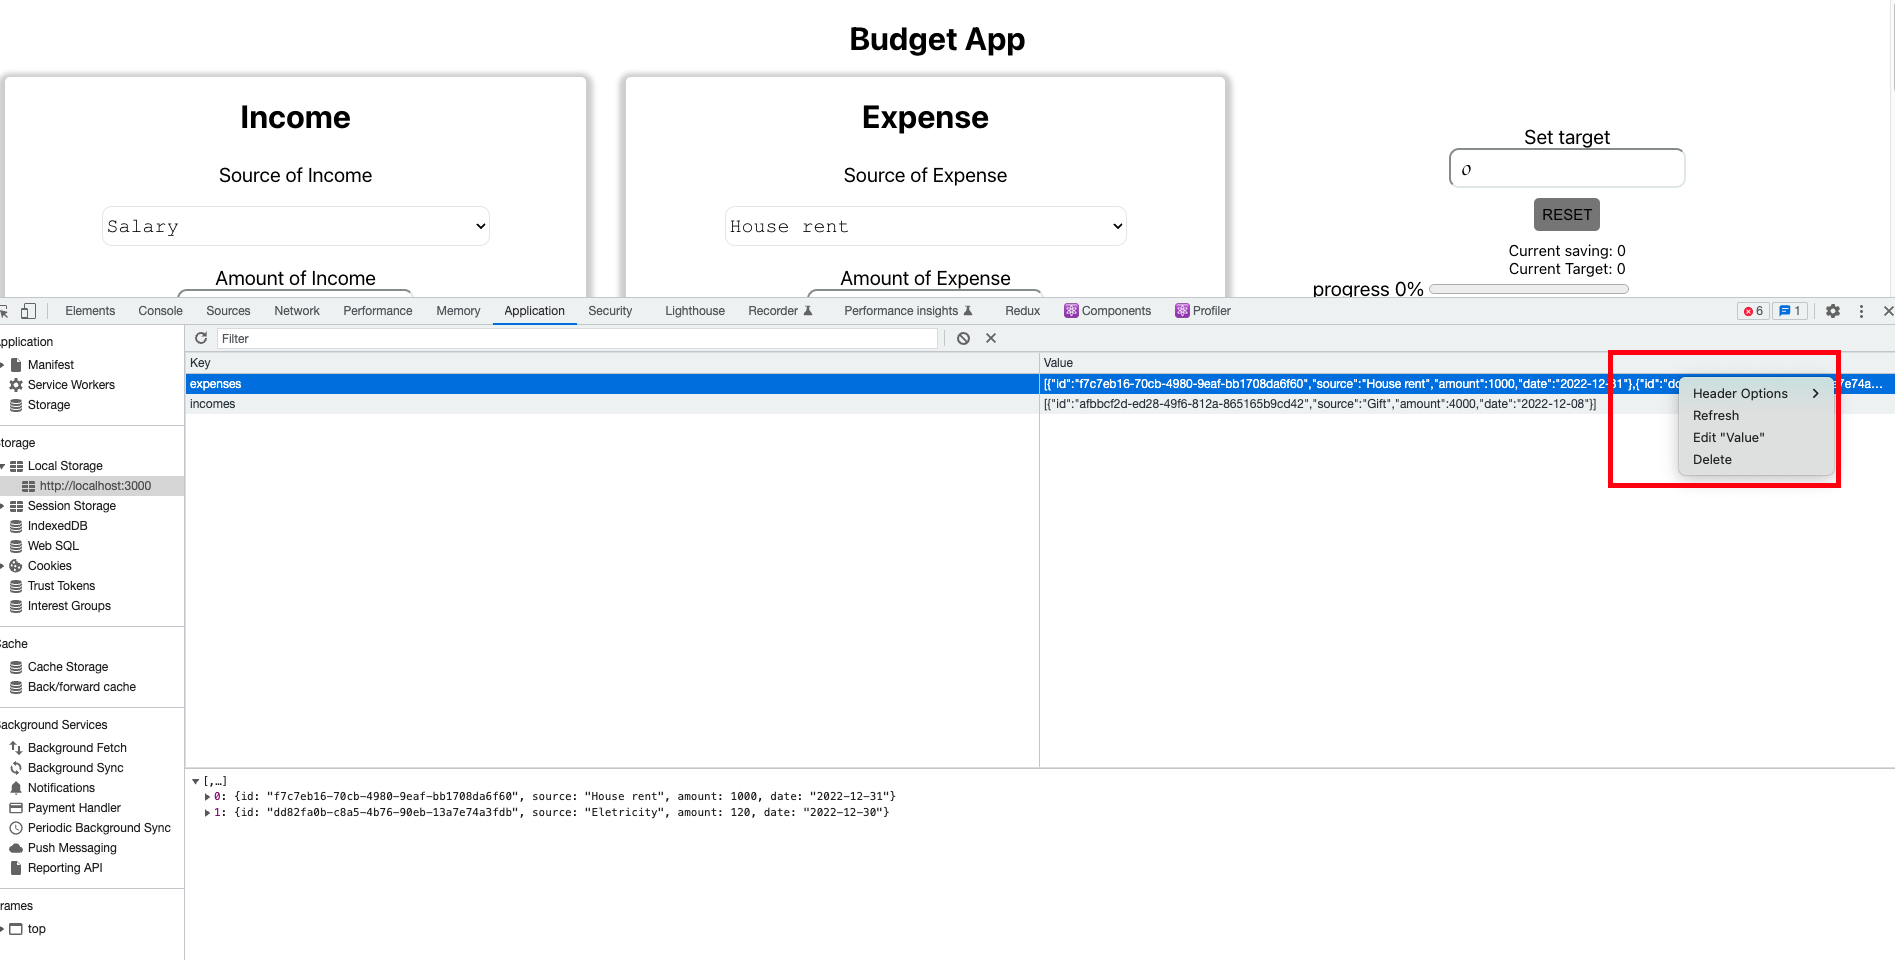 Budget App
Income
Source of Income
Salary
Amount of Income
Expense
Source of Expense
House rent
Amount of Expense
Set target
0
RESET
Current saving: 0
Current Target: 0
progress 0%
Elements Console Sources Network Performance Memory Application Security Lighthouse Recorder Performance insights Redux Components Profiler 6 1
pplication
Manifest
Service Workers
Storage
torage
Local Storage
http://localhost:3000
Session Storage
IndexedDB
Web SQL
Cookies
Trust Tokens
Interest Groups
ache
Cache Storage
Back/forward cache
ackground Services
Background Fetch
Background Sync
Notifications
Payment Handler
Periodic Background Sync
Push Messaging
Reporting API
rames
top
Filter
Key Value
expenses [{"id":"f7c7eb16-70cb-4980-9eaf-bb1708da6f60","source":"House rent","amount":1000,"date":"2022-12-31"},{"id":"dd 7e74a...
incomes [{"id":"afbbcf2d-ed28-49f6-812a-865165b9cd42","source":"Gift","amount":4000,"date":"2022-12-08"}]
Header Options
Refresh
Edit "Value"
Delete
[,…]
0: {id: "f7c7eb16-70cb-4980-9eaf-bb1708da6f60", source: "House rent", amount: 1000, date: "2022-12-31"}
1: {id: "dd82fa0b-c8a5-4b76-90eb-13a7e74a3fdb", source: "Eletricity", amount: 120, date: "2022-12-30"}